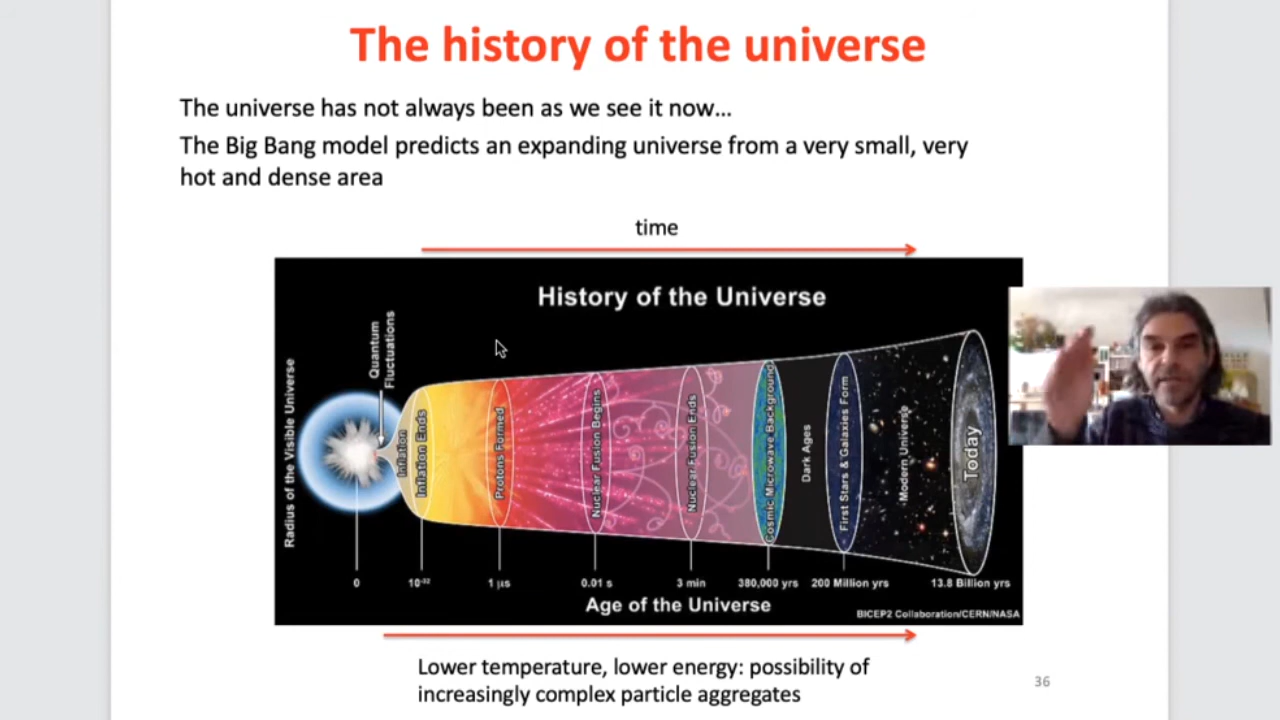 The history of the universe
The universe has not always been as we see it now...
The Big Bang model predicts an expanding universe from a very small, very
hot and dense area
time
History of the Universe
Radius of the Visible Universe
Quantum
Fluctuations
Inflation
Inflation Ends
Protons Formed
Nuclear Fusion Begins
Nuclear Fusion Ends
Cosmic Microwave Background
Dark Ages
First Stars & Galaxies Form
Modern Universe
Today
0
10⁻³²
1 µs
0.01 s
3 min
380,000 yrs
200 Million yrs
13.8 Billion yrs
Age of the Universe
BICEP2 Collaboration/CERN/NASA
Lower temperature, lower energy: possibility of
increasingly complex particle aggregates
36